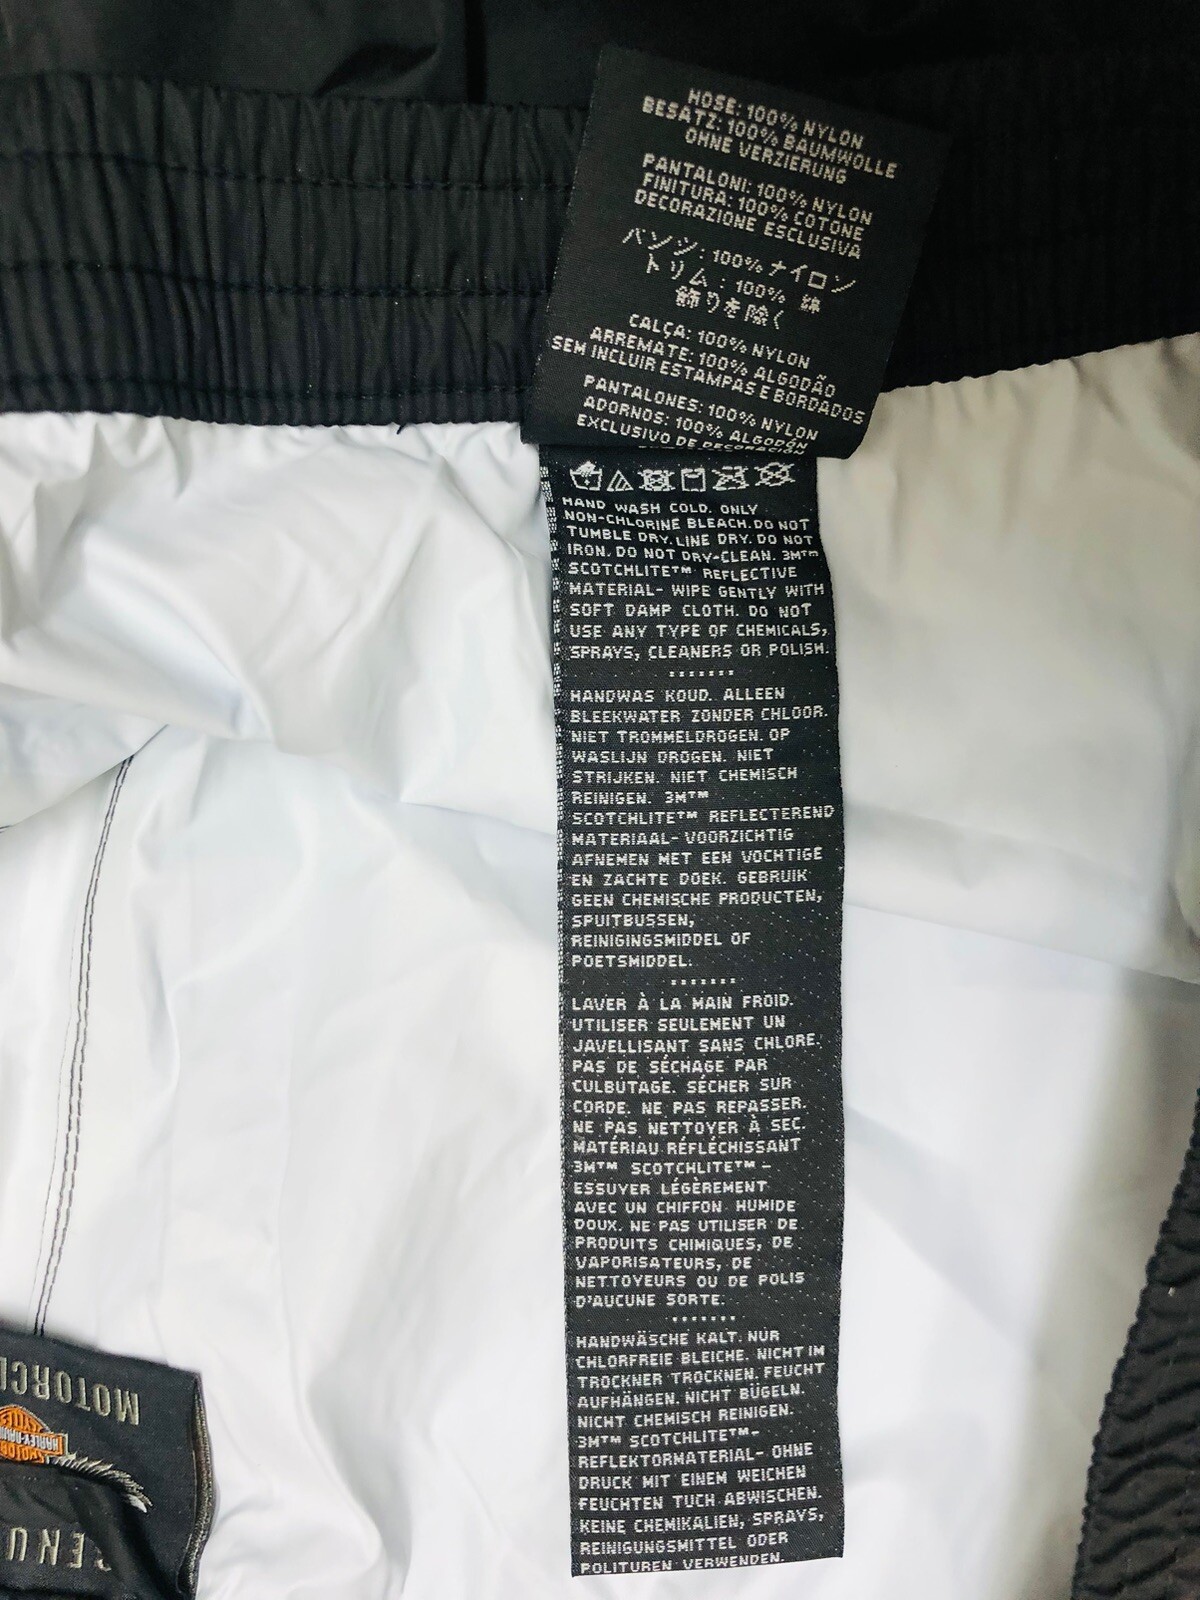 HOSE: 100% NYLON
BESATZ: 100% BAUMWOLLE
OHNE VERZIERUNG
PANTALONI: 100% NYLON
FINITURA: 100% COTONE
DECORAZIONE ESCLUSIVA
パンツ: 100% ナイロン
トリム : 100% 綿
飾りを除く
CALÇA: 100% NYLON
ARREMATE: 100% ALGODÃO
SEM INCLUIR ESTAMPAS E BORDADOS
PANTALONES: 100% NYLON
ADORNOS: 100% ALGODÓN
EXCLUSIVO DE DECORACIÓN
HAND WASH COLD. ONLY
NON-CHLORINE BLEACH. DO NOT
TUMBLE DRY. LINE DRY. DO NOT
IRON. DO NOT DRY-CLEAN. 3M™
SCOTCHLITE™ REFLECTIVE
MATERIAL- WIPE GENTLY WITH
SOFT DAMP CLOTH. DO NOT
USE ANY TYPE OF CHEMICALS,
SPRAYS, CLEANERS OR POLISH.
HANDWAS KOUD. ALLEEN
BLEEKWATER ZONDER CHLOOR.
NIET TROMMELDROGEN. OP
WASLIJN DROGEN. NIET
STRIJKEN. NIET CHEMISCH
REINIGEN. 3M™
SCOTCHLITE™ REFLECTEREND
MATERIAAL- VOORZICHTIG
AFNEMEN MET EEN VOCHTIGE
EN ZACHTE DOEK. GEBRUIK
GEEN CHEMISCHE PRODUCTEN,
SPUITBUSSEN,
REINIGINGSMIDDEL OF
POETSMIDDEL.
LAVER À LA MAIN FROID.
UTILISER SEULEMENT UN
JAVELLISANT SANS CHLORE.
PAS DE SÉCHAGE PAR
CULBUTAGE. SÉCHER SUR
CORDE. NE PAS REPASSER.
NE PAS NETTOYER À SEC.
MATÉRIAU RÉFLÉCHISSANT
3M™ SCOTCHLITE™ -
ESSUYER LÉGÈREMENT
AVEC UN CHIFFON HUMIDE
DOUX. NE PAS UTILISER DE
PRODUITS CHIMIQUES, DE
VAPORISATEURS, DE
NETTOYEURS OU DE POLIS
D'AUCUNE SORTE.
HANDWÄSCHE KALT. NUR
CHLORFREIE BLEICHE. NICHT IM
TROCKNER TROCKNEN. FEUCHT
AUFHÄNGEN. NICHT BÜGELN.
NICHT CHEMISCH REINIGEN.
3M™ SCOTCHLITE™-
REFLEKTORMATERIAL- OHNE
DRUCK MIT EINEM WEICHEN
FEUCHTEN TUCH ABWISCHEN.
KEINE CHEMIKALIEN, SPRAYS,
REINIGUNGSMITTEL ODER
POLITUREN VERWENDEN.
MOTORCL
HARLEY-DAVI
CYCLES